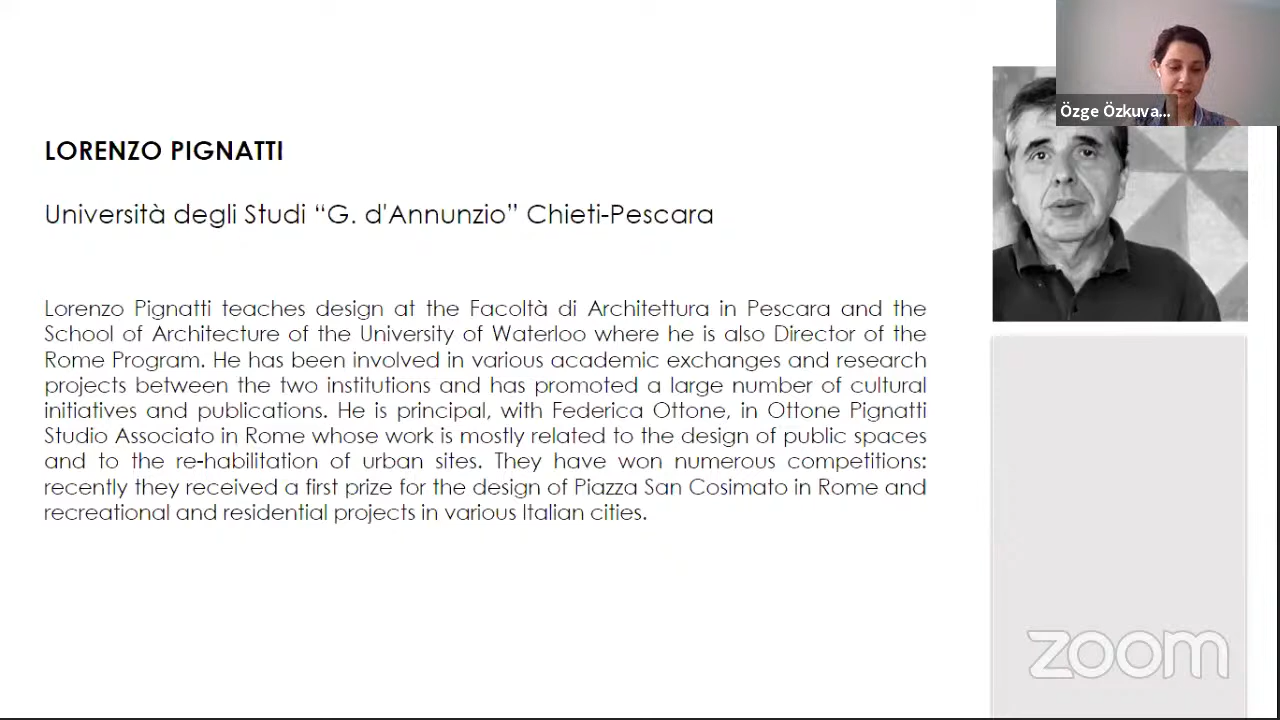 Özge Özkuva...
LORENZO PIGNATTI
Università degli Studi “G. d'Annunzio” Chieti-Pescara
Lorenzo Pignatti teaches design at the Facoltà di Architettura in Pescara and the
School of Architecture of the University of Waterloo where he is also Director of the
Rome Program. He has been involved in various academic exchanges and research
projects between the two institutions and has promoted a large number of cultural
initiatives and publications. He is principal, with Federica Ottone, in Ottone Pignatti
Studio Associato in Rome whose work is mostly related to the design of public spaces
and to the re-habilitation of urban sites. They have won numerous competitions:
recently they received a first prize for the design of Piazza San Cosimato in Rome and
recreational and residential projects in various Italian cities.
zoom